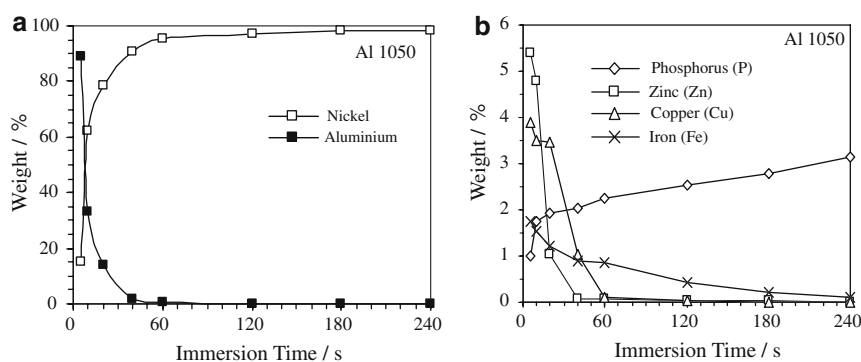 a
100
80
60
40
20
0
Weight / %
Al 1050
Nickel
Aluminium
0 60 120 180 240
Immersion Time / s
b
6
5
4
3
2
1
0
Weight / %
Al 1050
Phosphorus (P)
Zinc (Zn)
Copper (Cu)
Iron (Fe)
0 60 120 180 240
Immersion Time / s